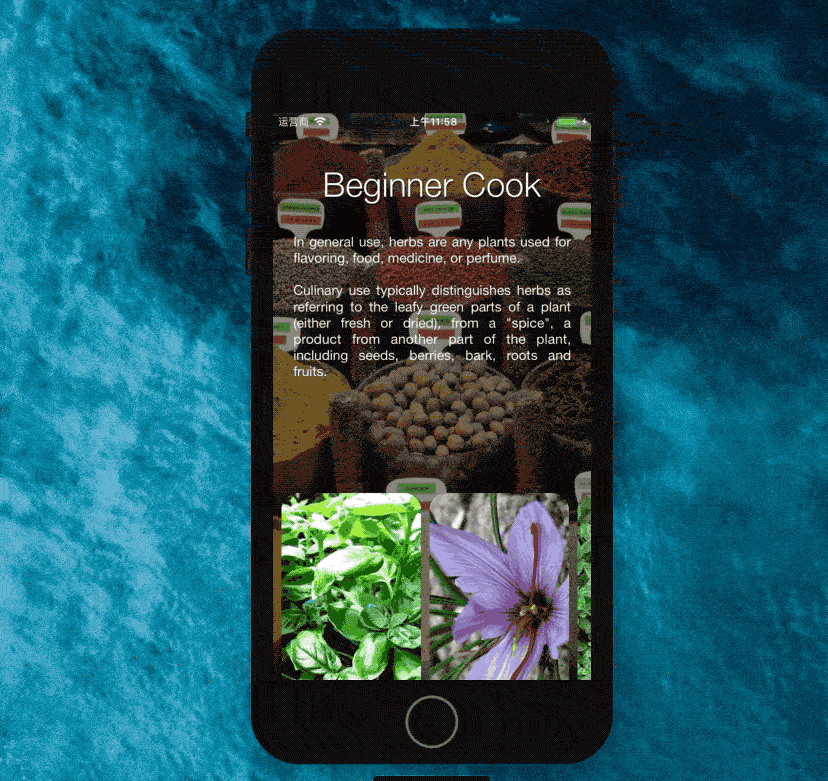 运营商 上午11:58
Beginner Cook
In general use, herbs are any plants used for
flavoring, food, medicine, or perfume.
Culinary use typically distinguishes herbs as
referring to the leafy green parts of a plant
(either fresh or dried), from a "spice", a
product from another part of the plant,
including seeds, berries, bark, roots and
fruits.